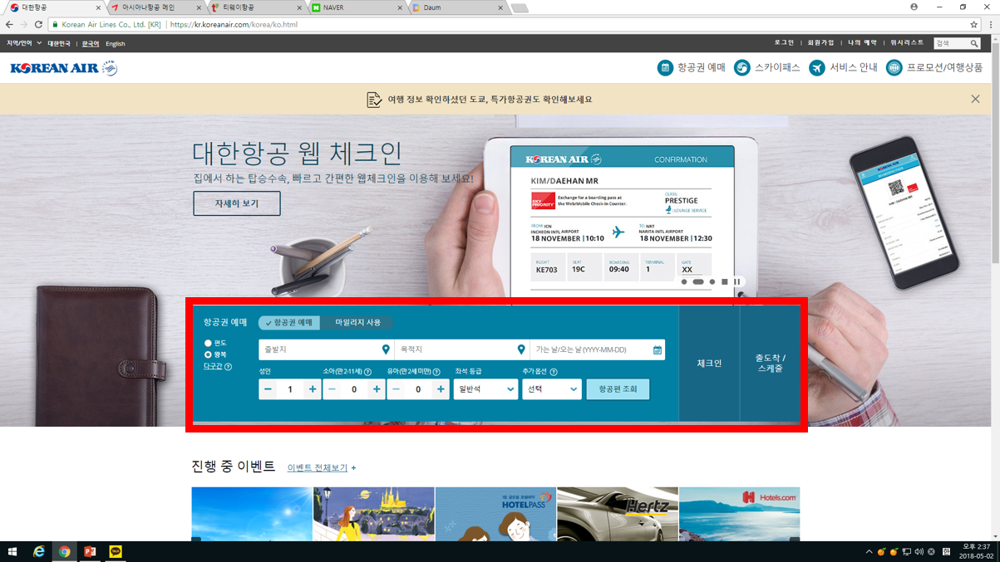 대한항공
아시아나항공 메인
티웨이항공
NAVER
Daum
Korean Air Lines Co., Ltd. [KR] | https://kr.koreanair.com/korea/ko.html
지역/언어 대한민국 | 한국어 English
로그인 | 회원가입 | 나의 예약 | 위시리스트 검색
KOREAN AIR
항공권 예매 스카이패스 서비스 안내 프로모션/여행상품
여행 정보 확인하셨던 도쿄, 특가항공권도 확인해보세요
대한항공 웹 체크인
집에서 하는 탑승수속, 빠르고 간편한 웹체크인을 이용해 보세요!
자세히 보기
KOREAN AIR CONFIRMATION
KIM/DAEHAN MR
SKY PRIORITY
Exchange for a boarding pass at
the Web/Mobile Check-in Counter.
CLASS:
PRESTIGE
LOUNGE SERVICE
FROM: ICN
INCHEON INTL AIRPORT
18 NOVEMBER | 10:10
TO: NRT
NARITA INTL AIRPORT
18 NOVEMBER | 12:30
FLIGHT SEAT BOARDING TERMINAL GATE
KE703 19C 09:40 1 XX
KOREAN AIR
BOARDING PASS
항공권 예매 항공권 예매 마일리지 사용
편도
왕복
다구간 ?
출발지 목적지 가는 날/오는 날 (YYYY-MM-DD)
성인 소아(만 2-11세) ? 유아(만 2세 미만) ? 좌석 등급 추가 옵션 ?
− 1 + − 0 + − 0 + 일반석 선택 항공편 조회
체크인
출도착 /
스케줄
진행 중 이벤트 이벤트 전체보기 +
HOTELPASS
Hertz
Hotels.com
오후 2:37
2018-05-02